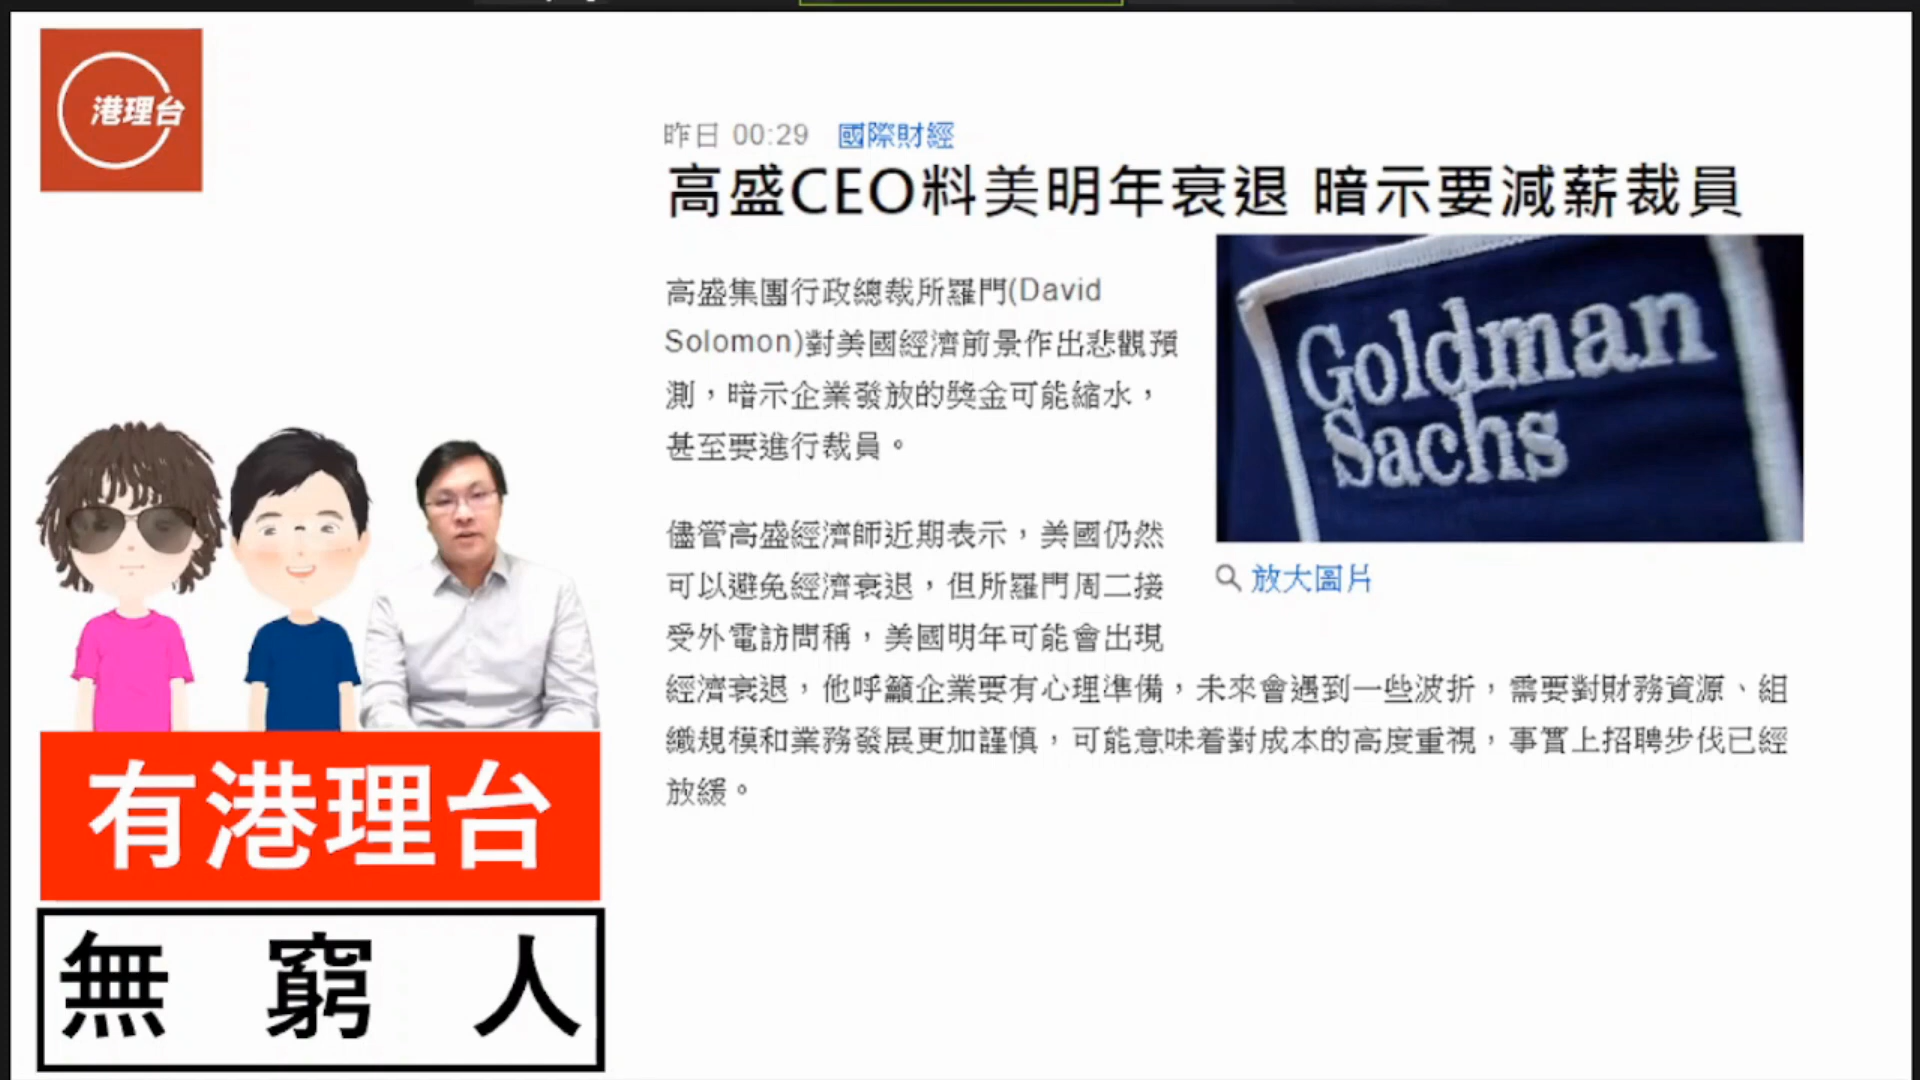 港理台
昨日 00:29 國際財經
高盛CEO料美明年衰退 暗示要減薪裁員
高盛集團行政總裁所羅門(David
Solomon)對美國經濟前景作出悲觀預
測，暗示企業發放的獎金可能縮水，
甚至要進行裁員。
Goldman
Sachs
放大圖片
儘管高盛經濟師近期表示，美國仍然
可以避免經濟衰退，但所羅門周二接
受外電訪問稱，美國明年可能會出現
經濟衰退，他呼籲企業要有心理準備，未來會遇到一些波折，需要對財務資源、組
織規模和業務發展更加謹慎，可能意味着對成本的高度重視，事實上招聘步伐已經
放緩。
有港理台
無窮人